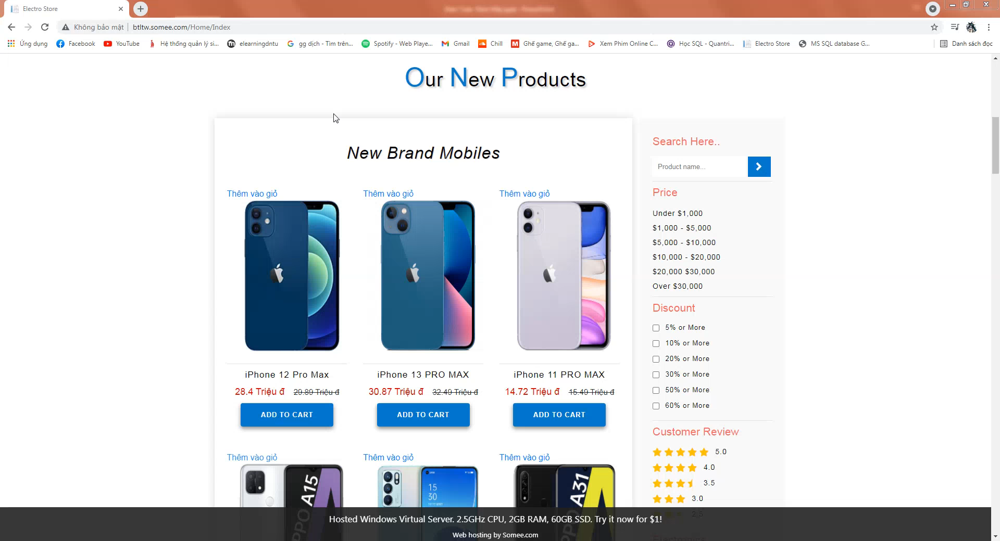 Electro Store
Không bảo mật
btltw.somee.com/Home/Index
Ứng dụng
Facebook
YouTube
Hệ thống quản lý si...
elearningdntu
gg dịch - Tìm trên...
Spotify - Web Playe...
Gmail
Chill
Ghế game, Ghế ga...
Xem Phim Online C...
Học SQL - Quantri...
Electro Store
MS SQL database G...
Danh sách đọc
Our New Products
New Brand Mobiles
Thêm vào giỏ
Thêm vào giỏ
Thêm vào giỏ
iPhone 12 Pro Max
iPhone 13 PRO MAX
iPhone 11 PRO MAX
28.4 Triệu đ 29.89 Triệu đ
30.87 Triệu đ 32.49 Triệu đ
14.72 Triệu đ 15.49 Triệu đ
ADD TO CART
ADD TO CART
ADD TO CART
Thêm vào giỏ
Thêm vào giỏ
Thêm vào giỏ
OPPO A15
15
30
OPPO A31
Search Here..
Product name...
Price
Under $1,000
$1,000 - $5,000
$5,000 - $10,000
$10,000 - $20,000
$20,000 $30,000
Over $30,000
Discount
5% or More
10% or More
20% or More
30% or More
50% or More
60% or More
Customer Review
5.0
4.0
3.5
3.0
2.5
Electronics
Hosted Windows Virtual Server. 2.5GHz CPU, 2GB RAM, 60GB SSD. Try it now for $1!
Web hosting by Somee.com